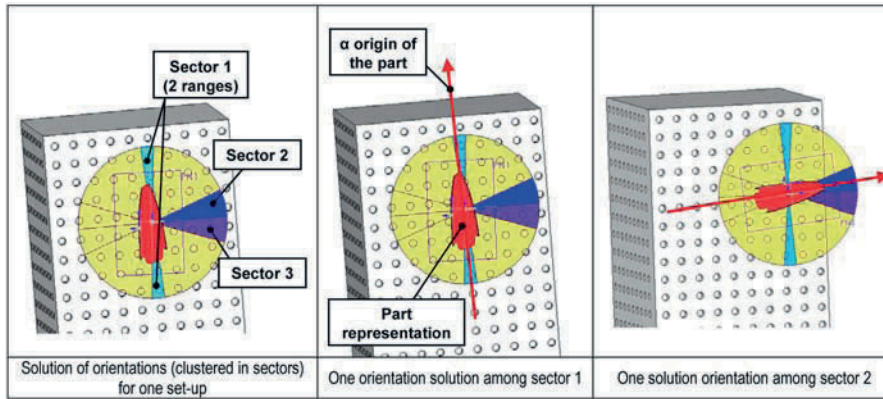 Sector 1
(2 ranges)
Sector 2
Sector 3
α origin of
the part
Part
representation
Solution of orientations (clustered in sectors)
for one set-up
One orientation solution among sector 1
One solution orientation among sector 2